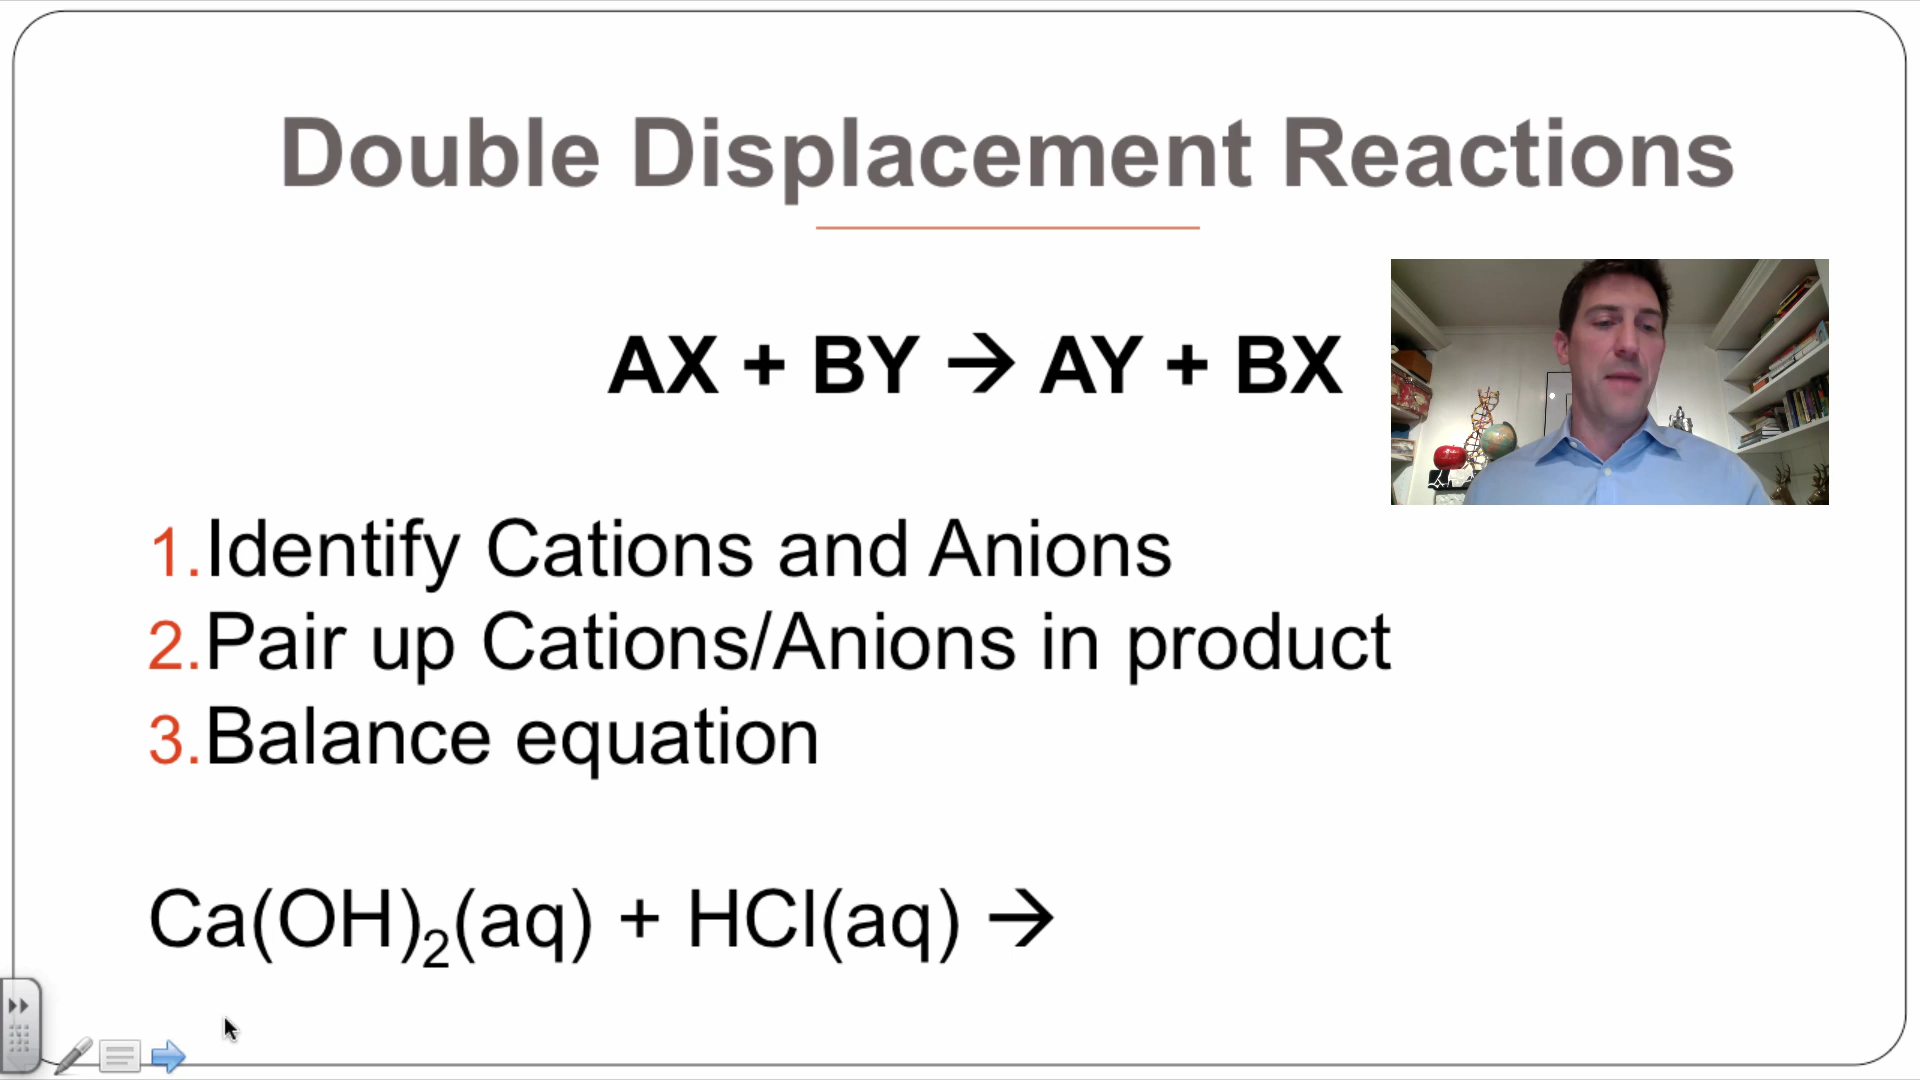 Double Displacement Reactions
AX + BY → AY + BX
1.Identify Cations and Anions
2.Pair up Cations/Anions in product
3.Balance equation
Ca(OH)₂(aq) + HCl(aq) →